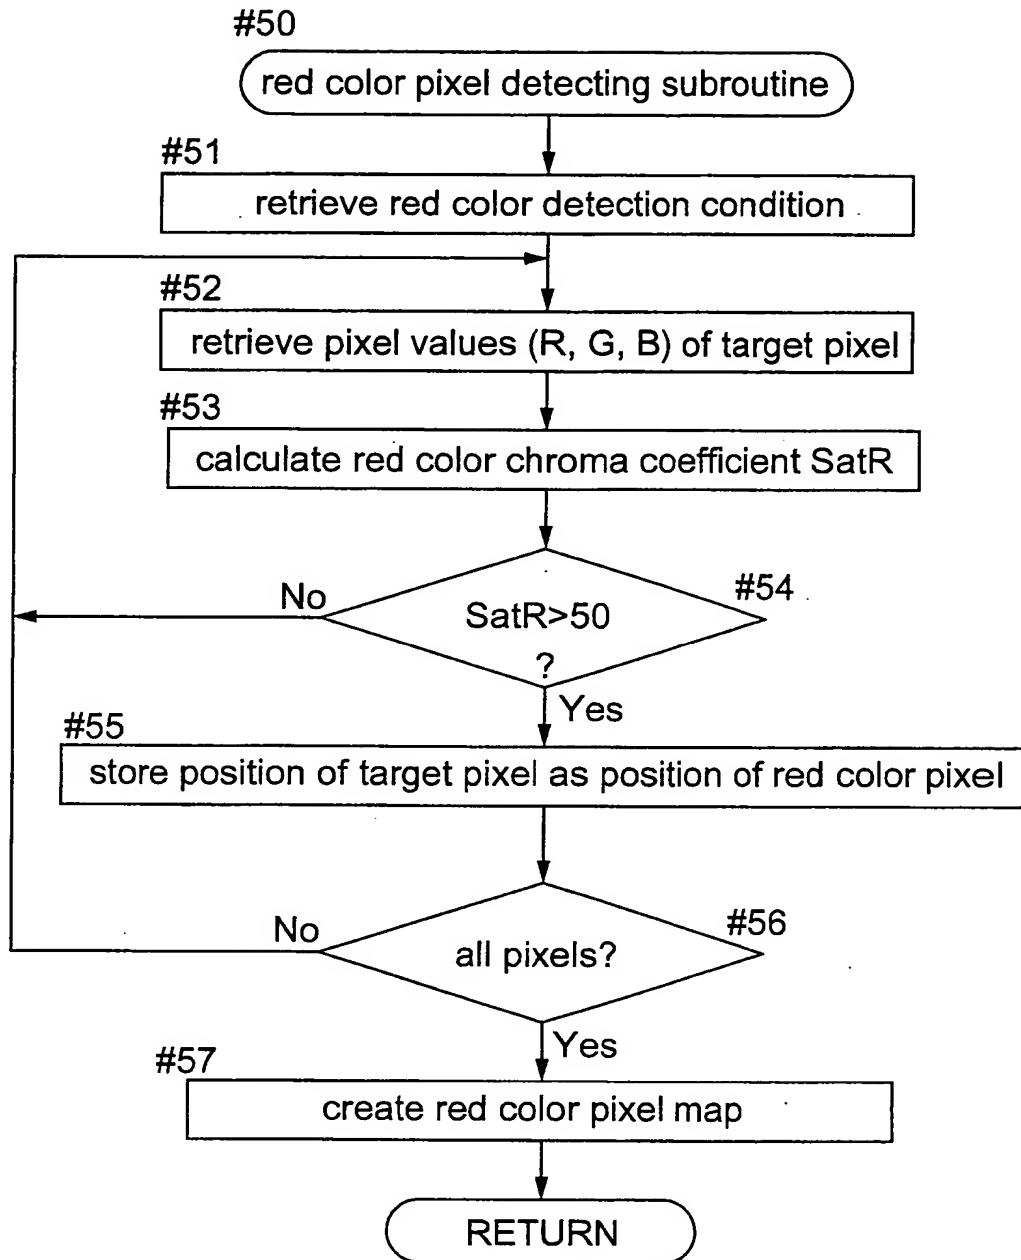 #50
red color pixel detecting subroutine
#51
retrieve red color detection condition
#52
retrieve pixel values (R, G, B) of target pixel
#53
calculate red color chroma coefficient SatR
No
#54
SatR>50
?
Yes
#55
store position of target pixel as position of red color pixel
No
#56
all pixels?
Yes
#57
create red color pixel map
RETURN